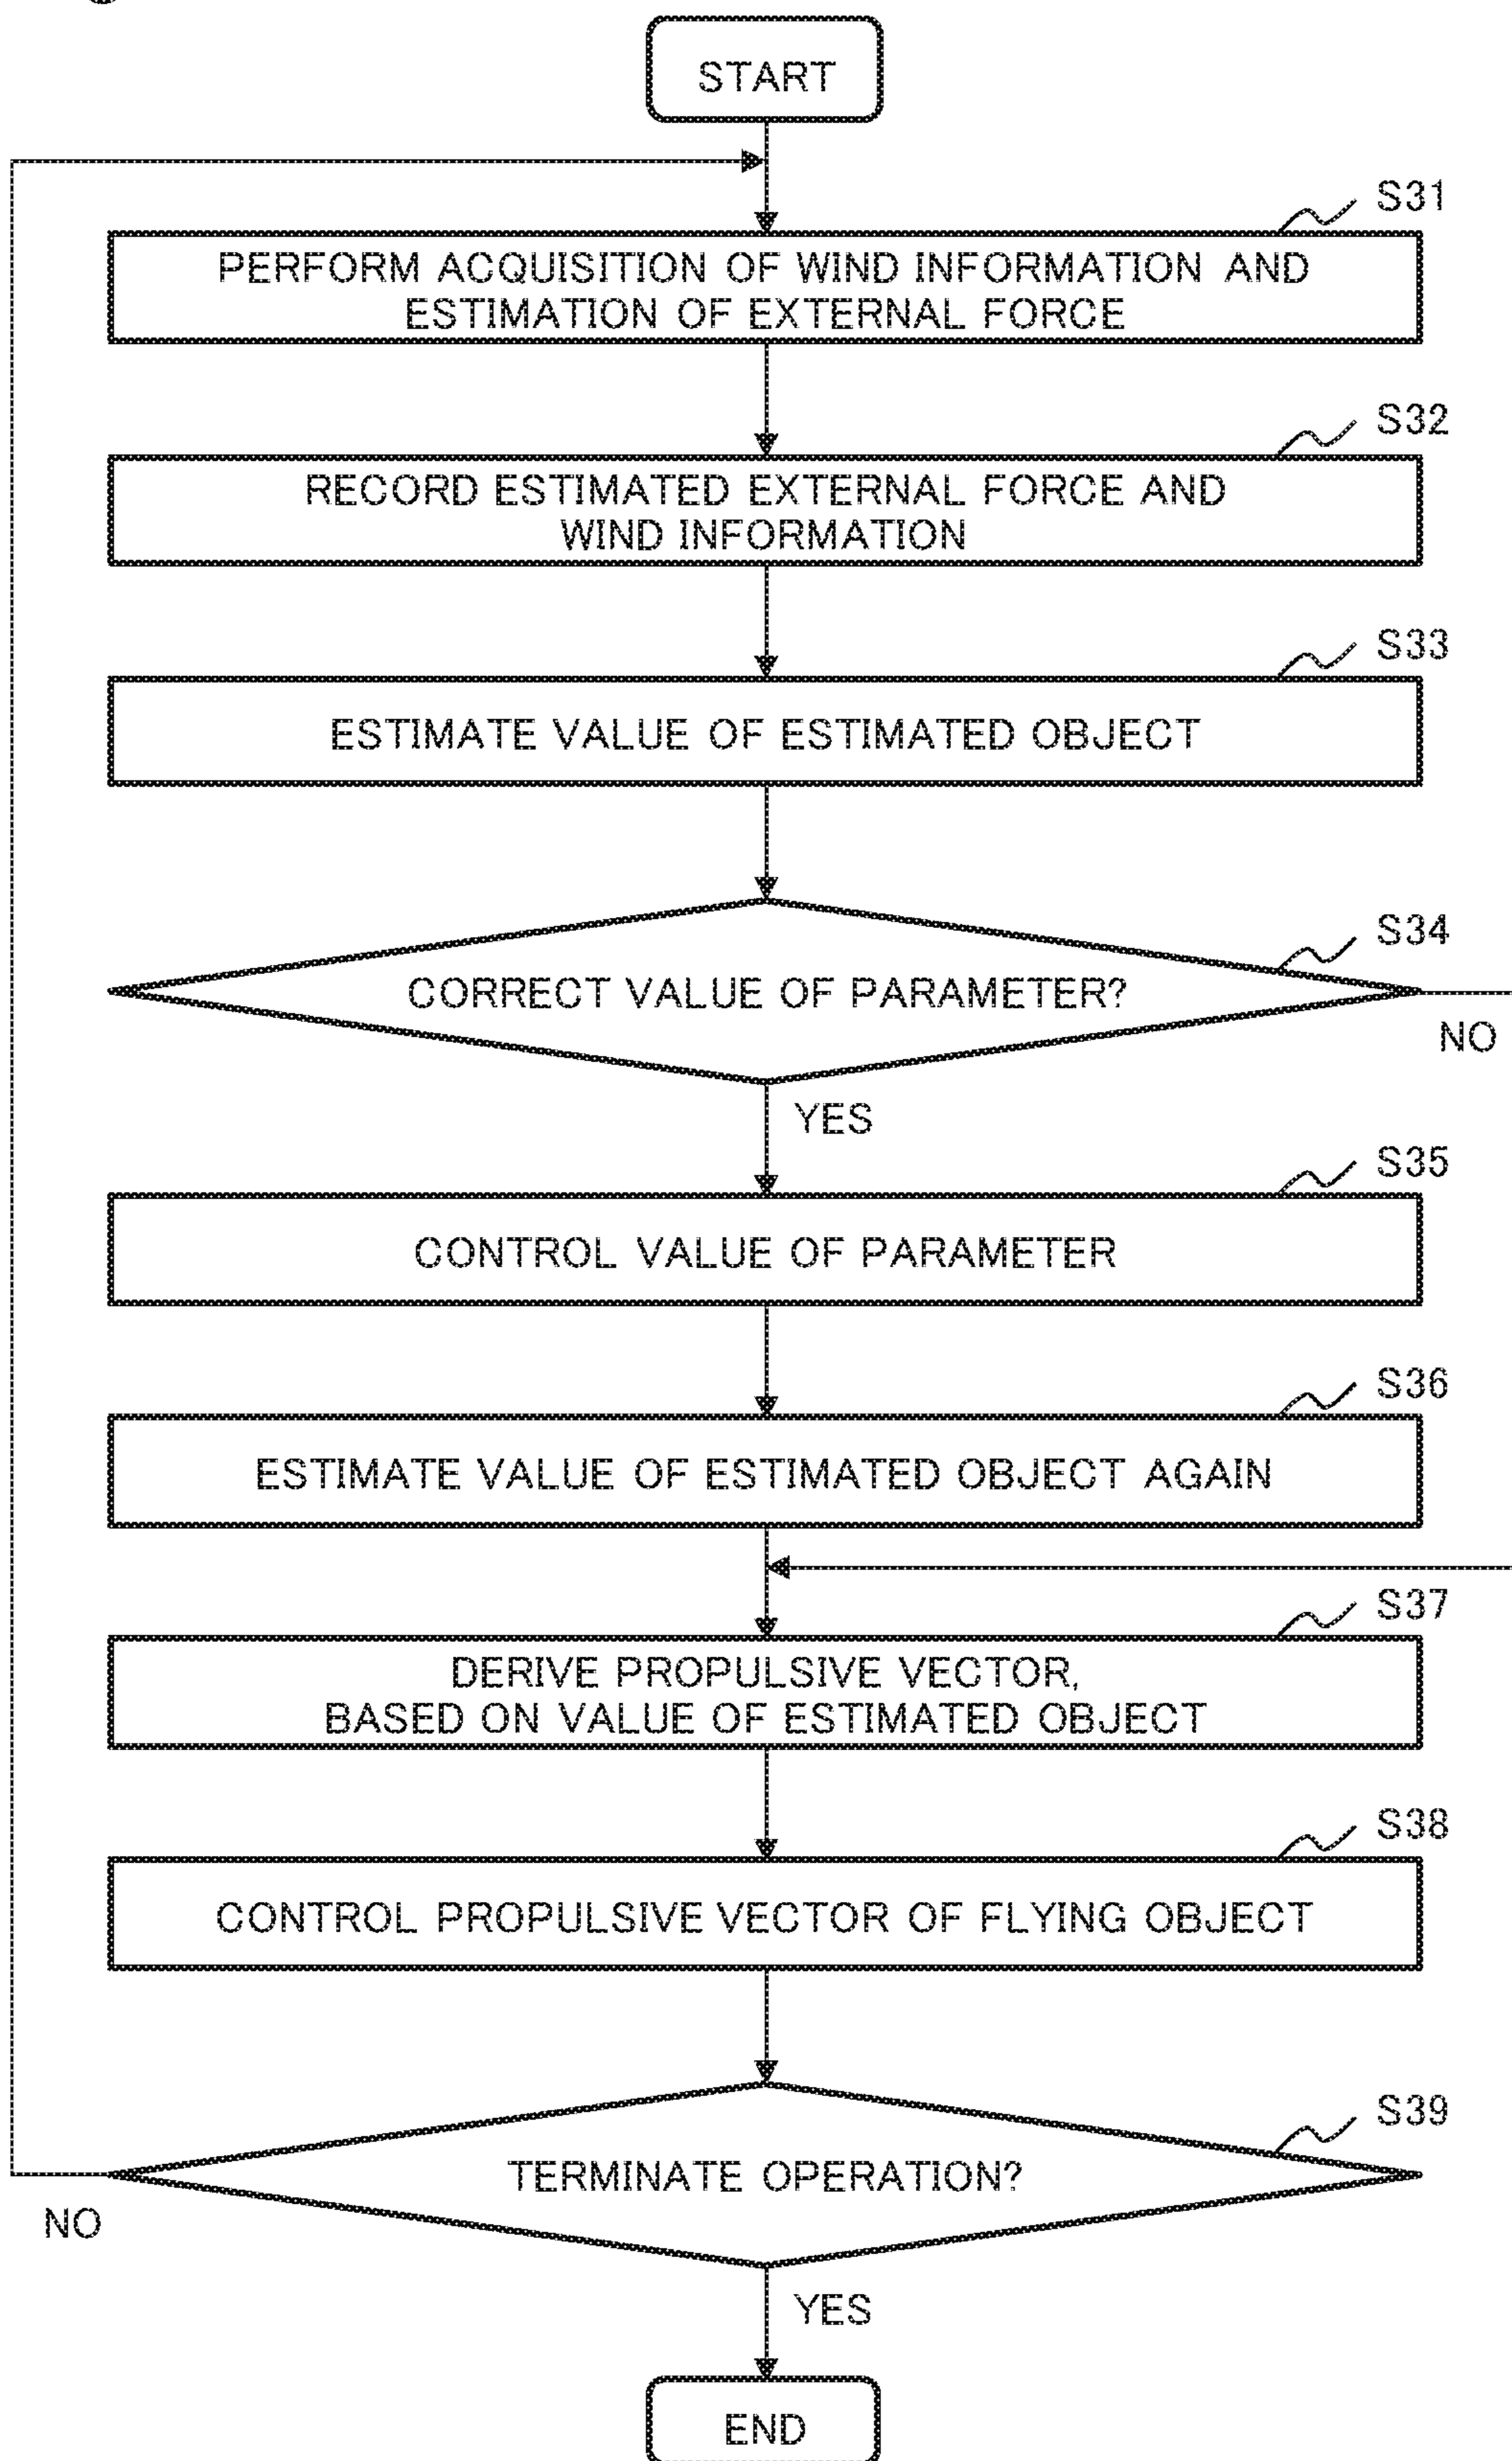 START
S31
PERFORM ACQUISITION OF WIND INFORMATION AND
ESTIMATION OF EXTERNAL FORCE
S32
RECORD ESTIMATED EXTERNAL FORCE AND
WIND INFORMATION
S33
ESTIMATE VALUE OF ESTIMATED OBJECT
S34
CORRECT VALUE OF PARAMETER?
NO
YES
S35
CONTROL VALUE OF PARAMETER
S36
ESTIMATE VALUE OF ESTIMATED OBJECT AGAIN
S37
DERIVE PROPULSIVE VECTOR,
BASED ON VALUE OF ESTIMATED OBJECT
S38
CONTROL PROPULSIVE VECTOR OF FLYING OBJECT
S39
TERMINATE OPERATION?
NO
YES
END